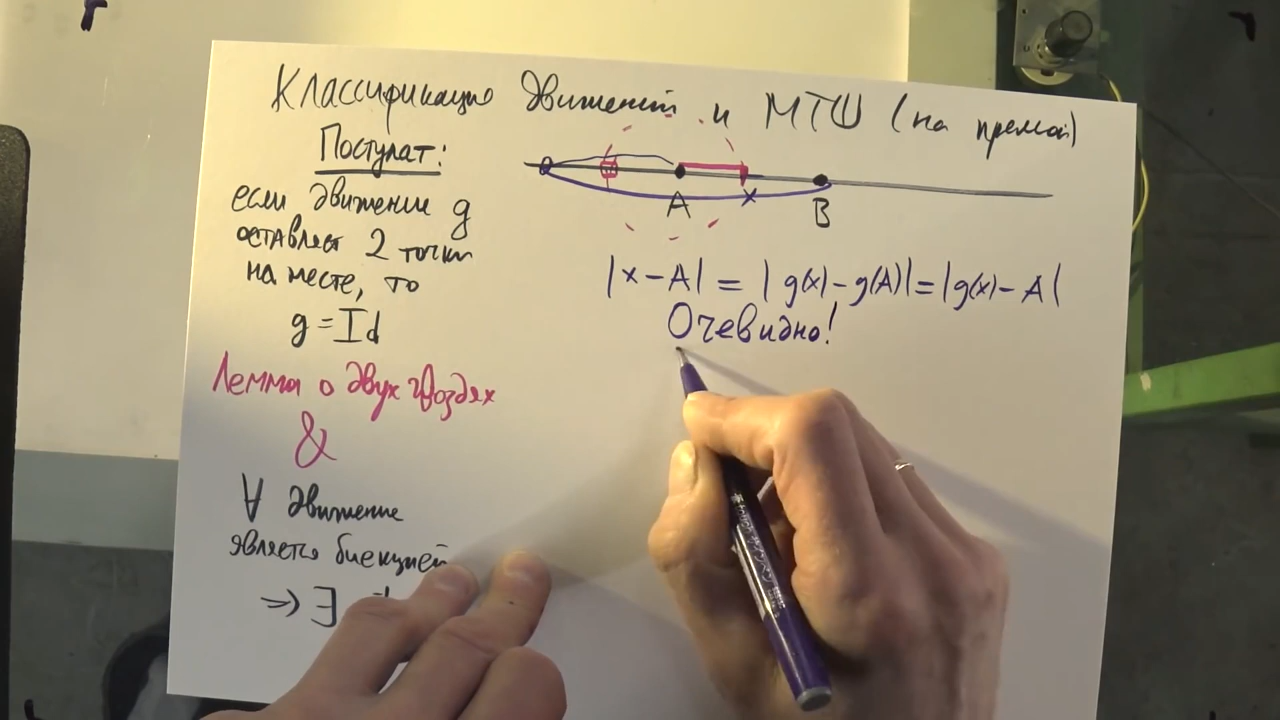 Классификация движений и МТШ (на прямой)
Постулат:
если движение g
оставляет 2 точки
на месте, то
g = Id
Лемма о двух гвоздях
&
∀ движение
является биекцией
⇒ ∃
A
x
B
|x − A| = |g(x) − g(A)| = |g(x) − A|
Очевидно!